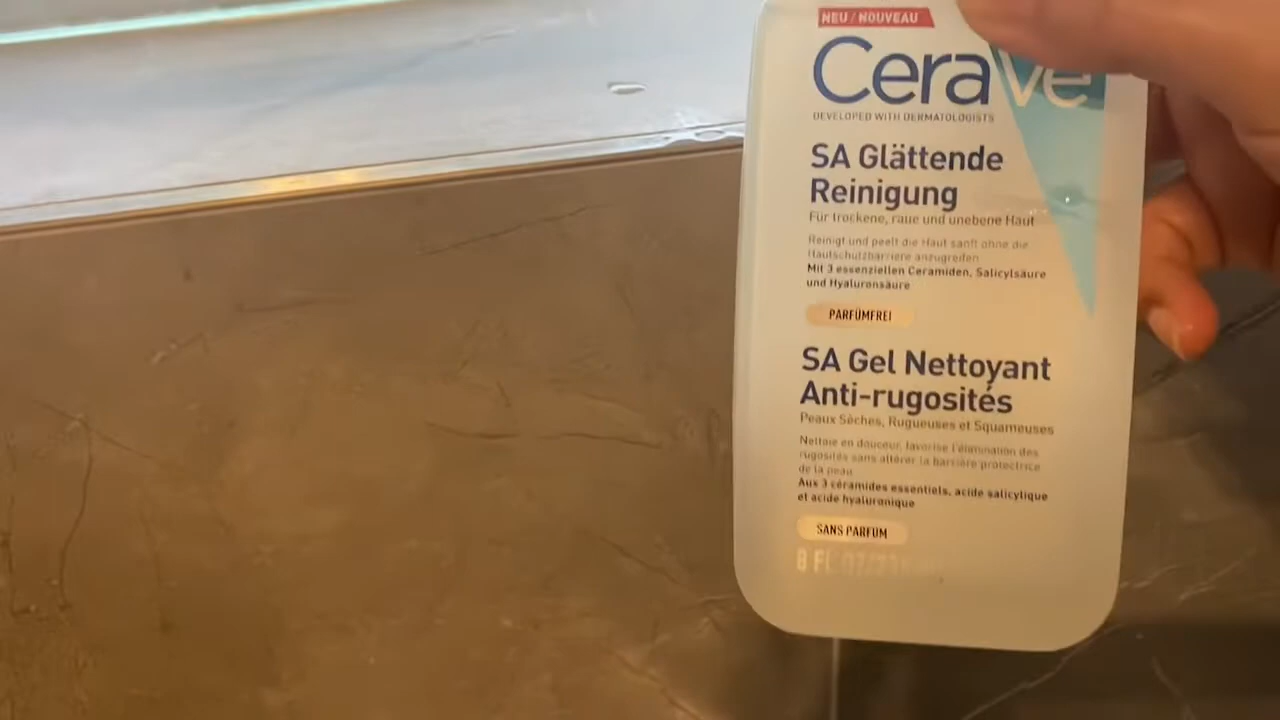 NEU / NOUVEAU
CeraVe
DEVELOPED WITH DERMATOLOGISTS
SA Glättende
Reinigung
Für trockene, raue und unebene Haut
Reinigt und peelt die Haut sanft ohne die
Hautschutzbarriere anzugreifen
Mit 3 essenziellen Ceramiden, Salicylsäure
und Hyaluronsäure
PARFÜMFREI
SA Gel Nettoyant
Anti-rugosités
Peaux Sèches, Rugueuses et Squameuses
Nettoie en douceur, favorise l'élimination des
rugosités sans altérer la barrière protectrice
de la peau
Aux 3 céramides essentiels, acide salicylique
et acide hyaluronique
SANS PARFUM
8 FL OZ